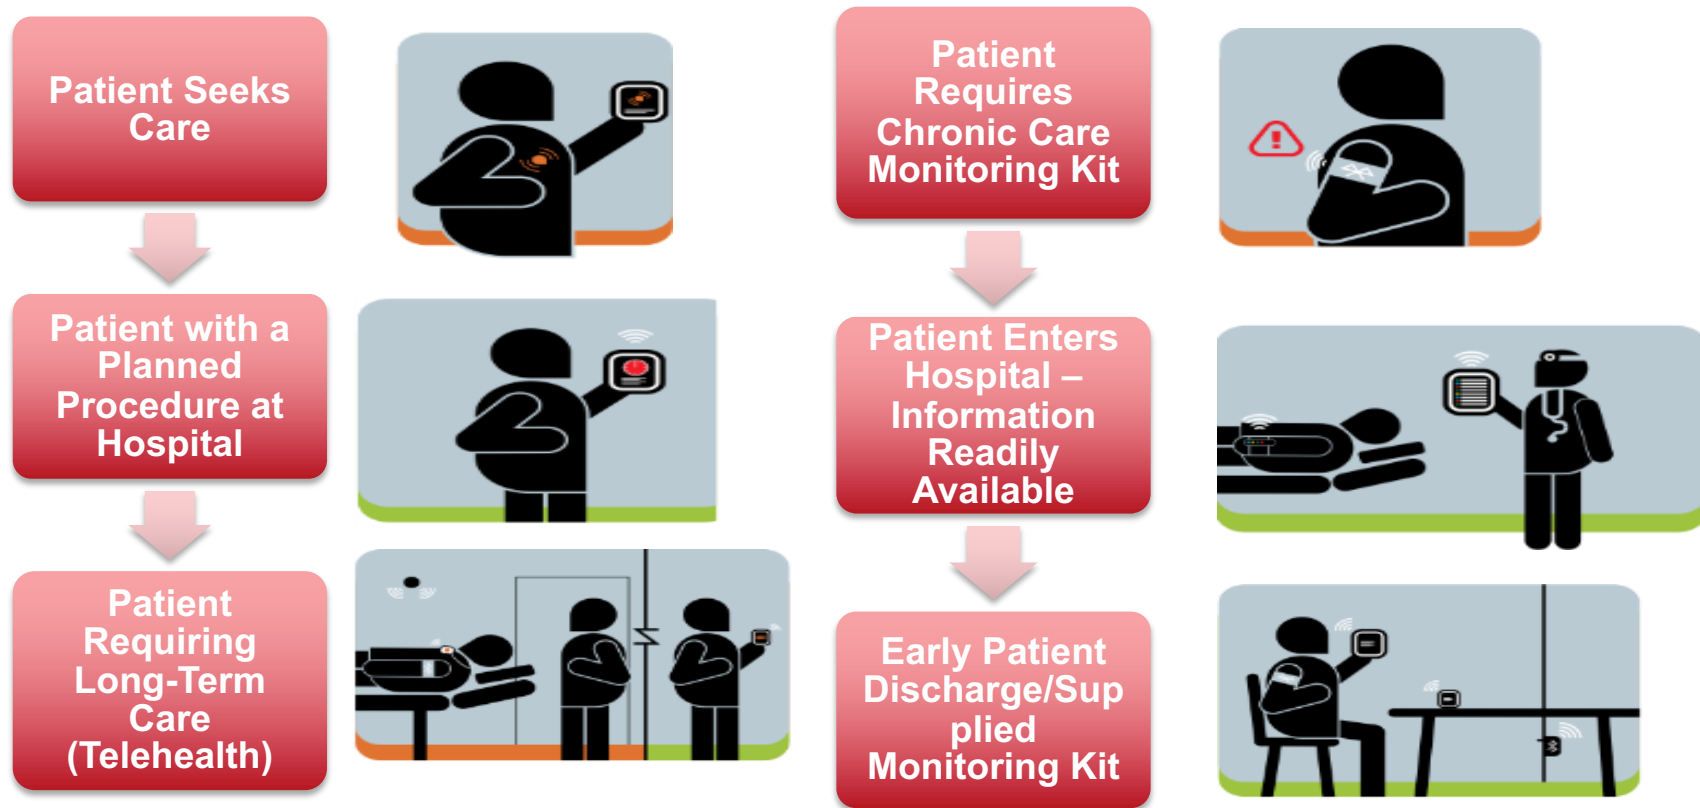 Patient Seeks
Care
Patient with a
Planned
Procedure at
Hospital
Patient
Requiring
Long-Term
Care
(Telehealth)
Patient
Requires
Chronic Care
Monitoring Kit
Patient Enters
Hospital –
Information
Readily
Available
Early Patient
Discharge/Sup
plied
Monitoring Kit